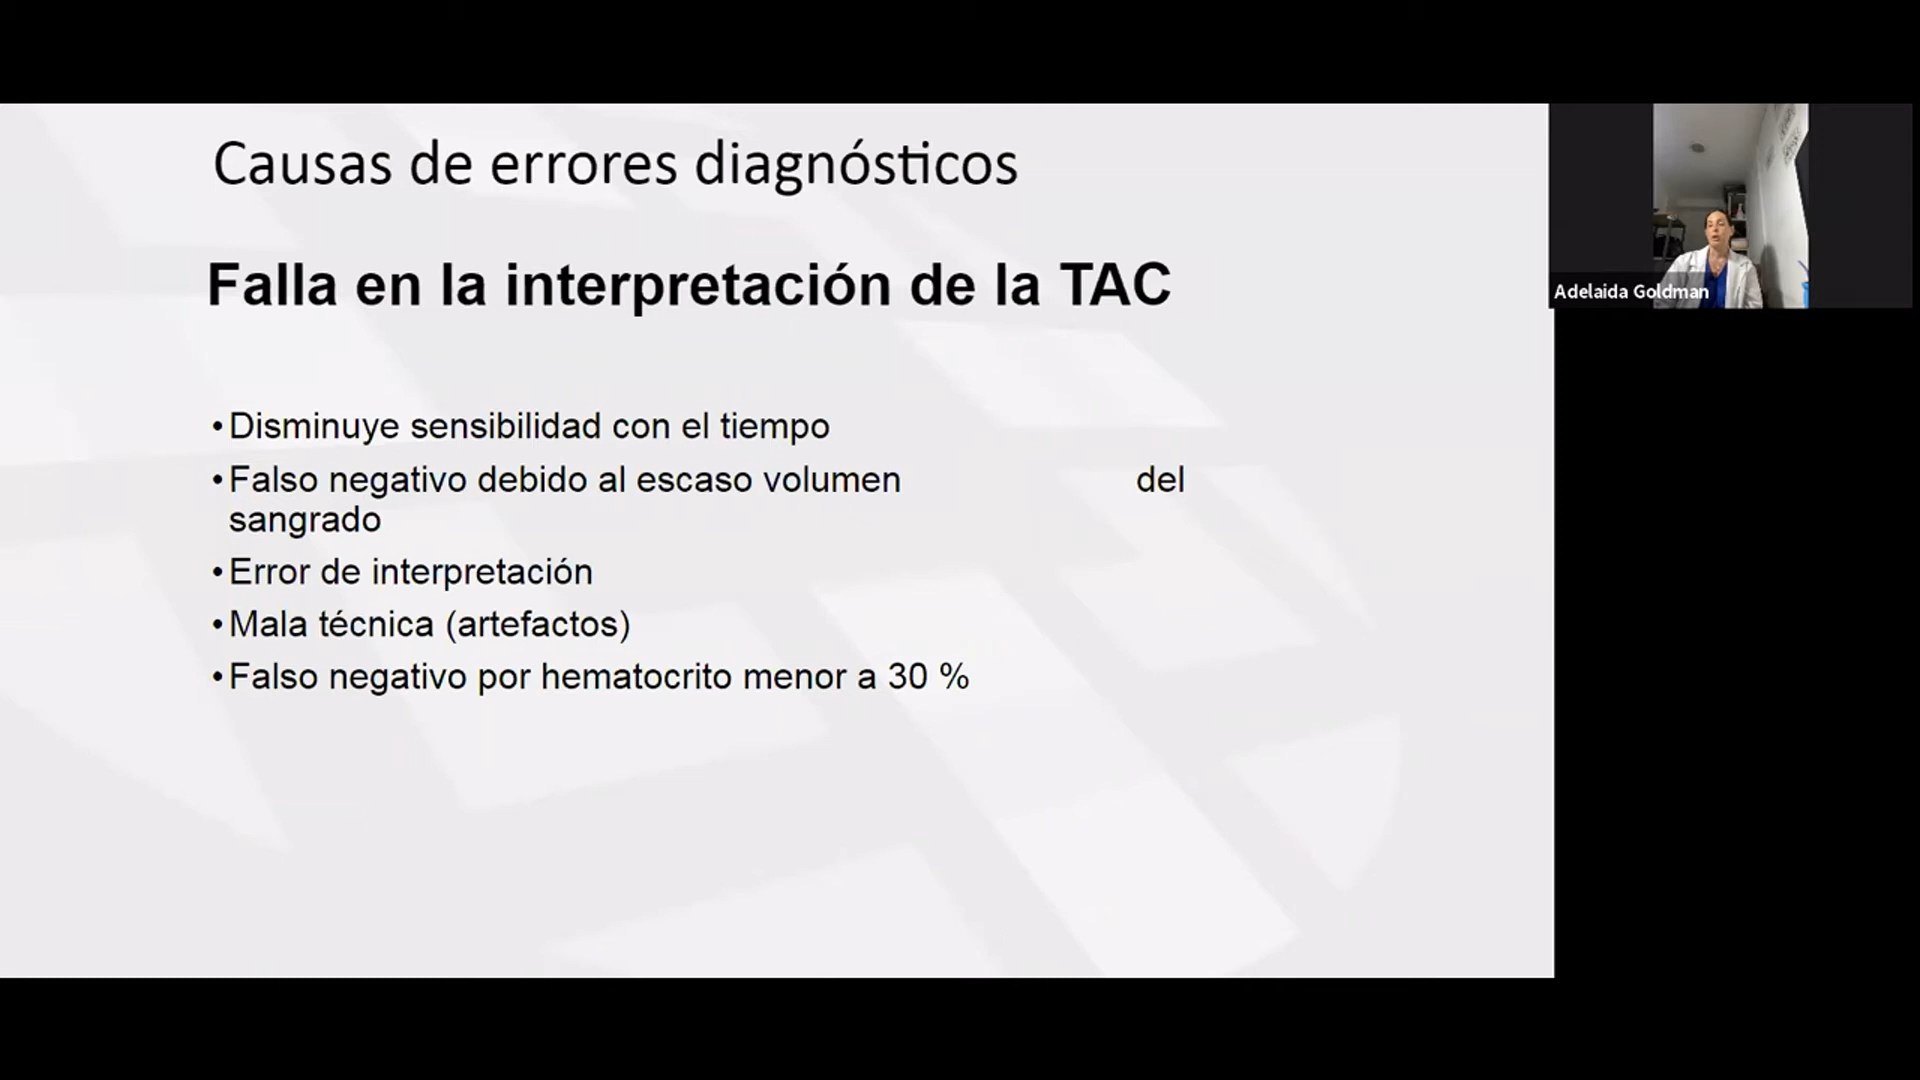 Causas de errores diagnósticos
Falla en la interpretación de la TAC
• Disminuye sensibilidad con el tiempo
• Falso negativo debido al escaso volumen del
sangrado
• Error de interpretación
• Mala técnica (artefactos)
• Falso negativo por hematocrito menor a 30 %
Adelaida Goldman